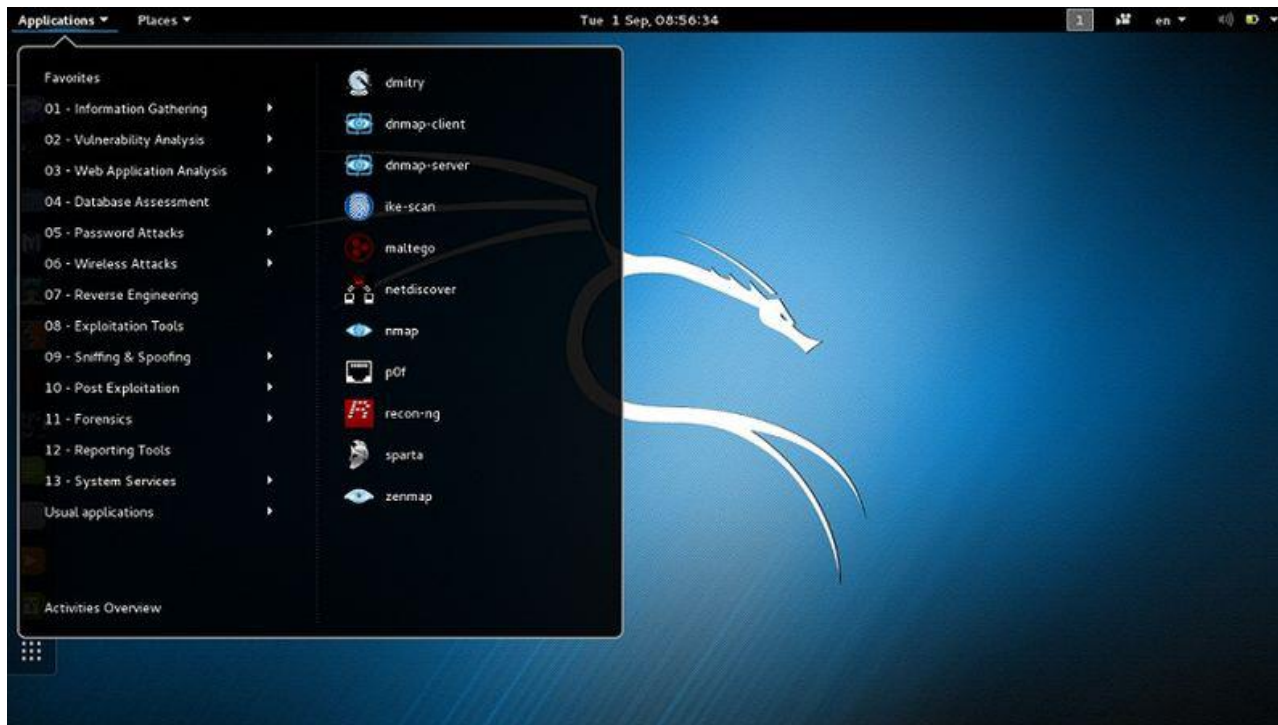 Applications Places Tue 1 Sep, 08:56:34 1 en
Favorites
01 - Information Gathering
02 - Vulnerability Analysis
03 - Web Application Analysis
04 - Database Assessment
05 - Password Attacks
06 - Wireless Attacks
07 - Reverse Engineering
08 - Exploitation Tools
09 - Sniffing & Spoofing
10 - Post Exploitation
11 - Forensics
12 - Reporting Tools
13 - System Services
Usual applications
Activities Overview
dmitry
dnmap-client
dnmap-server
ike-scan
maltego
netdiscover
nmap
p0f
recon-ng
sparta
zenmap